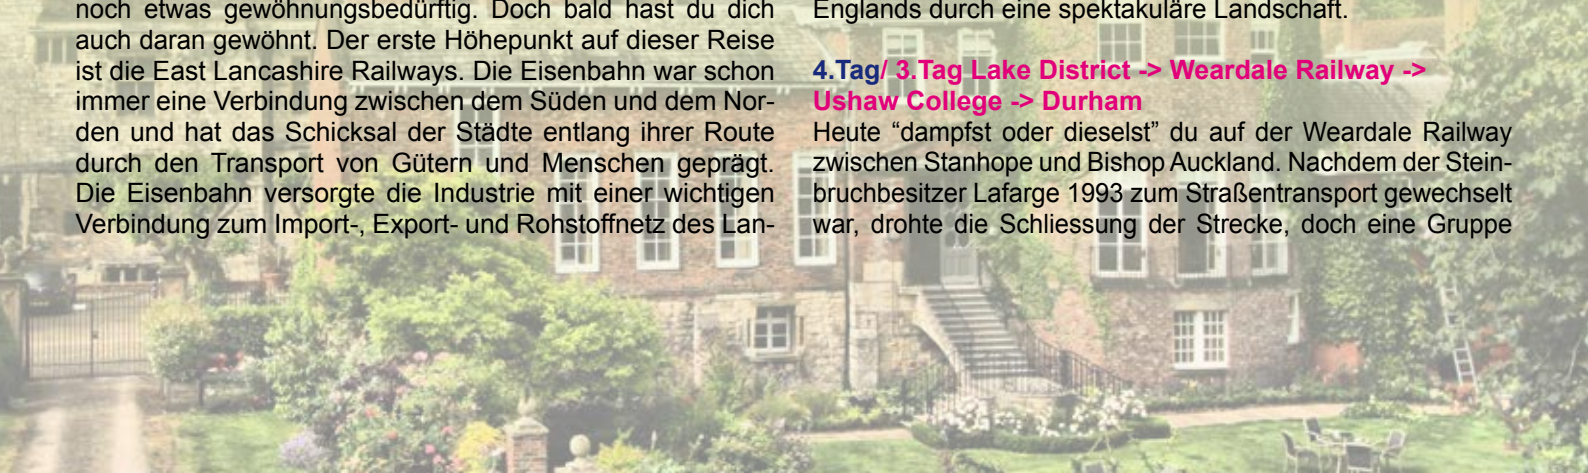 noch etwas gewöhnungsbedürftig. Doch bald hast du dich
auch daran gewöhnt. Der erste Höhepunkt auf dieser Reise
ist die East Lancashire Railways. Die Eisenbahn war schon
immer eine Verbindung zwischen dem Süden und dem Nor-
den und hat das Schicksal der Städte entlang ihrer Route
durch den Transport von Gütern und Menschen geprägt.
Die Eisenbahn versorgte die Industrie mit einer wichtigen
Verbindung zum Import-, Export- und Rohstoffnetz des Lan-
Englands durch eine spektakuläre Landschaft.
4.Tag/ 3.Tag Lake District -> Weardale Railway ->
Ushaw College -> Durham
Heute “dampfst oder dieselst” du auf der Weardale Railway
zwischen Stanhope und Bishop Auckland. Nachdem der Stein-
bruchbesitzer Lafarge 1993 zum Straßentransport gewechselt
war, drohte die Schliessung der Strecke, doch eine Gruppe